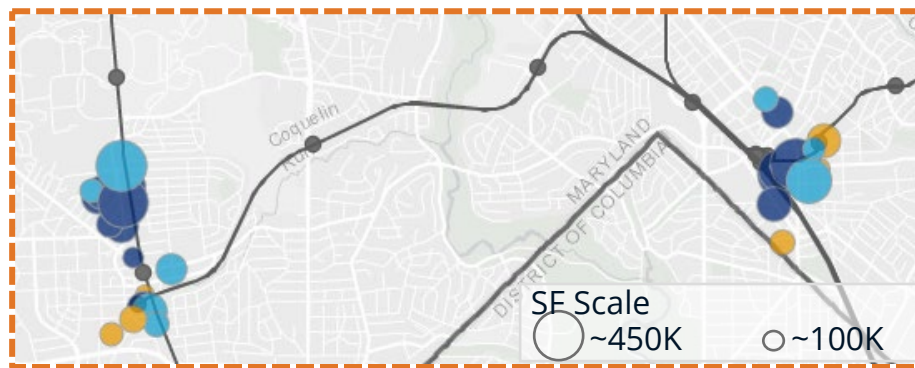 Coquelin
Run
MARYLAND
DISTRICT OF COLUMBIA
SF Scale
~450K
~100K